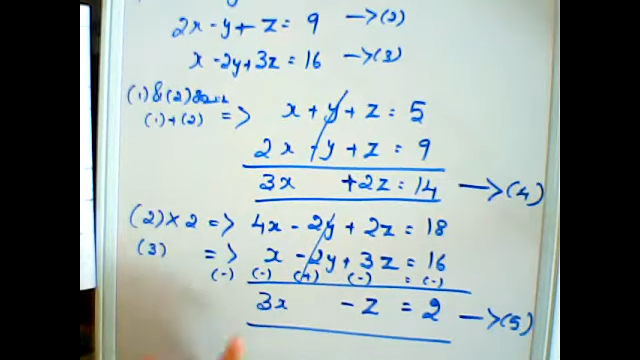 2x - y + z = 9 —>(2)
x - 2y + 3z = 16 —>(3)
(1) & (2)
(1) + (2) => x + y + z = 5
2x - y + z = 9
3x + 2z = 14 —>(4)
(2) × 2 => 4x - 2y + 2z = 18
(3) => x - 2y + 3z = 16
(-) (-) (+) (-) = (-)
3x - z = 2 —>(5)